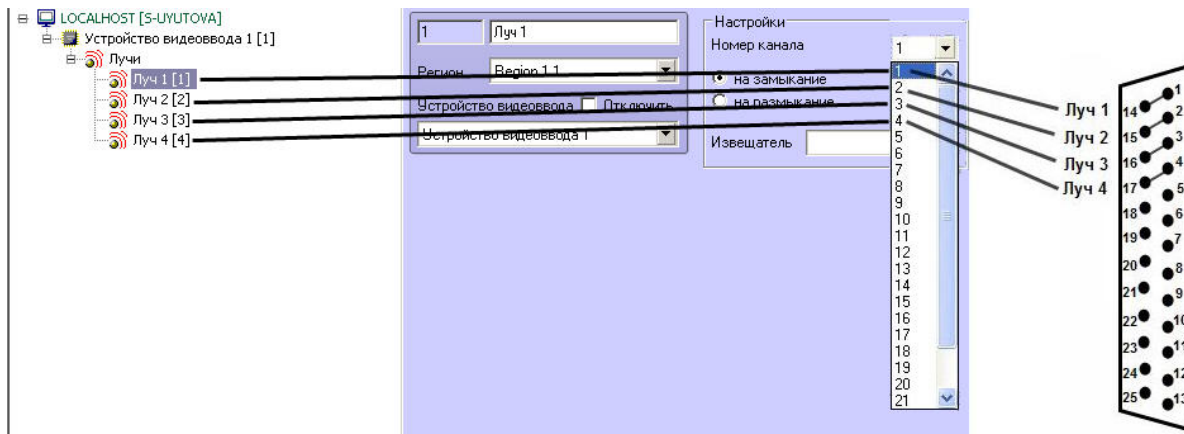 LOCALHOST [S-UYUTOVA]
Устройство видеоввода 1 [1]
Лучи
Луч 1 [1]
Луч 2 [2]
Луч 3 [3]
Луч 4 [4]
1
Луч 1
Регион
Region 1.1
Устройство видеоввода
Отключить
Устройство видеоввода 1
Настройки
Номер канала
1
на замыкание
на размыкание
Извещатель
1
2
3
4
5
6
7
8
9
10
11
12
13
14
15
16
17
18
19
20
21
Луч 1
Луч 2
Луч 3
Луч 4
1
14
2
15
3
16
4
17
5
18
6
19
7
20
8
21
9
22
10
23
11
24
12
25
13